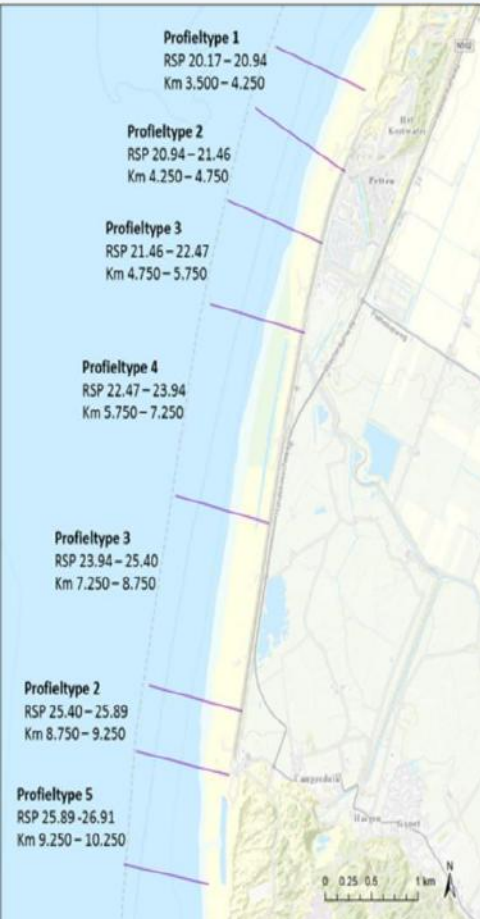 Profieltype 1
RSP 20.17 – 20.94
Km 3.500 – 4.250
N502
Profieltype 2
RSP 20.94 – 21.46
Km 4.250 – 4.750
Petten
Profieltype 3
RSP 21.46 – 22.47
Km 4.750 – 5.750
Profieltype 4
RSP 22.47 – 23.94
Km 5.750 – 7.250
Profieltype 3
RSP 23.94 – 25.40
Km 7.250 – 8.750
Profieltype 2
RSP 25.40 – 25.89
Km 8.750 – 9.250
Profieltype 5
RSP 25.89 -26.91
Km 9.250 – 10.250
Groet
N
0 0.25 0.5 1 km